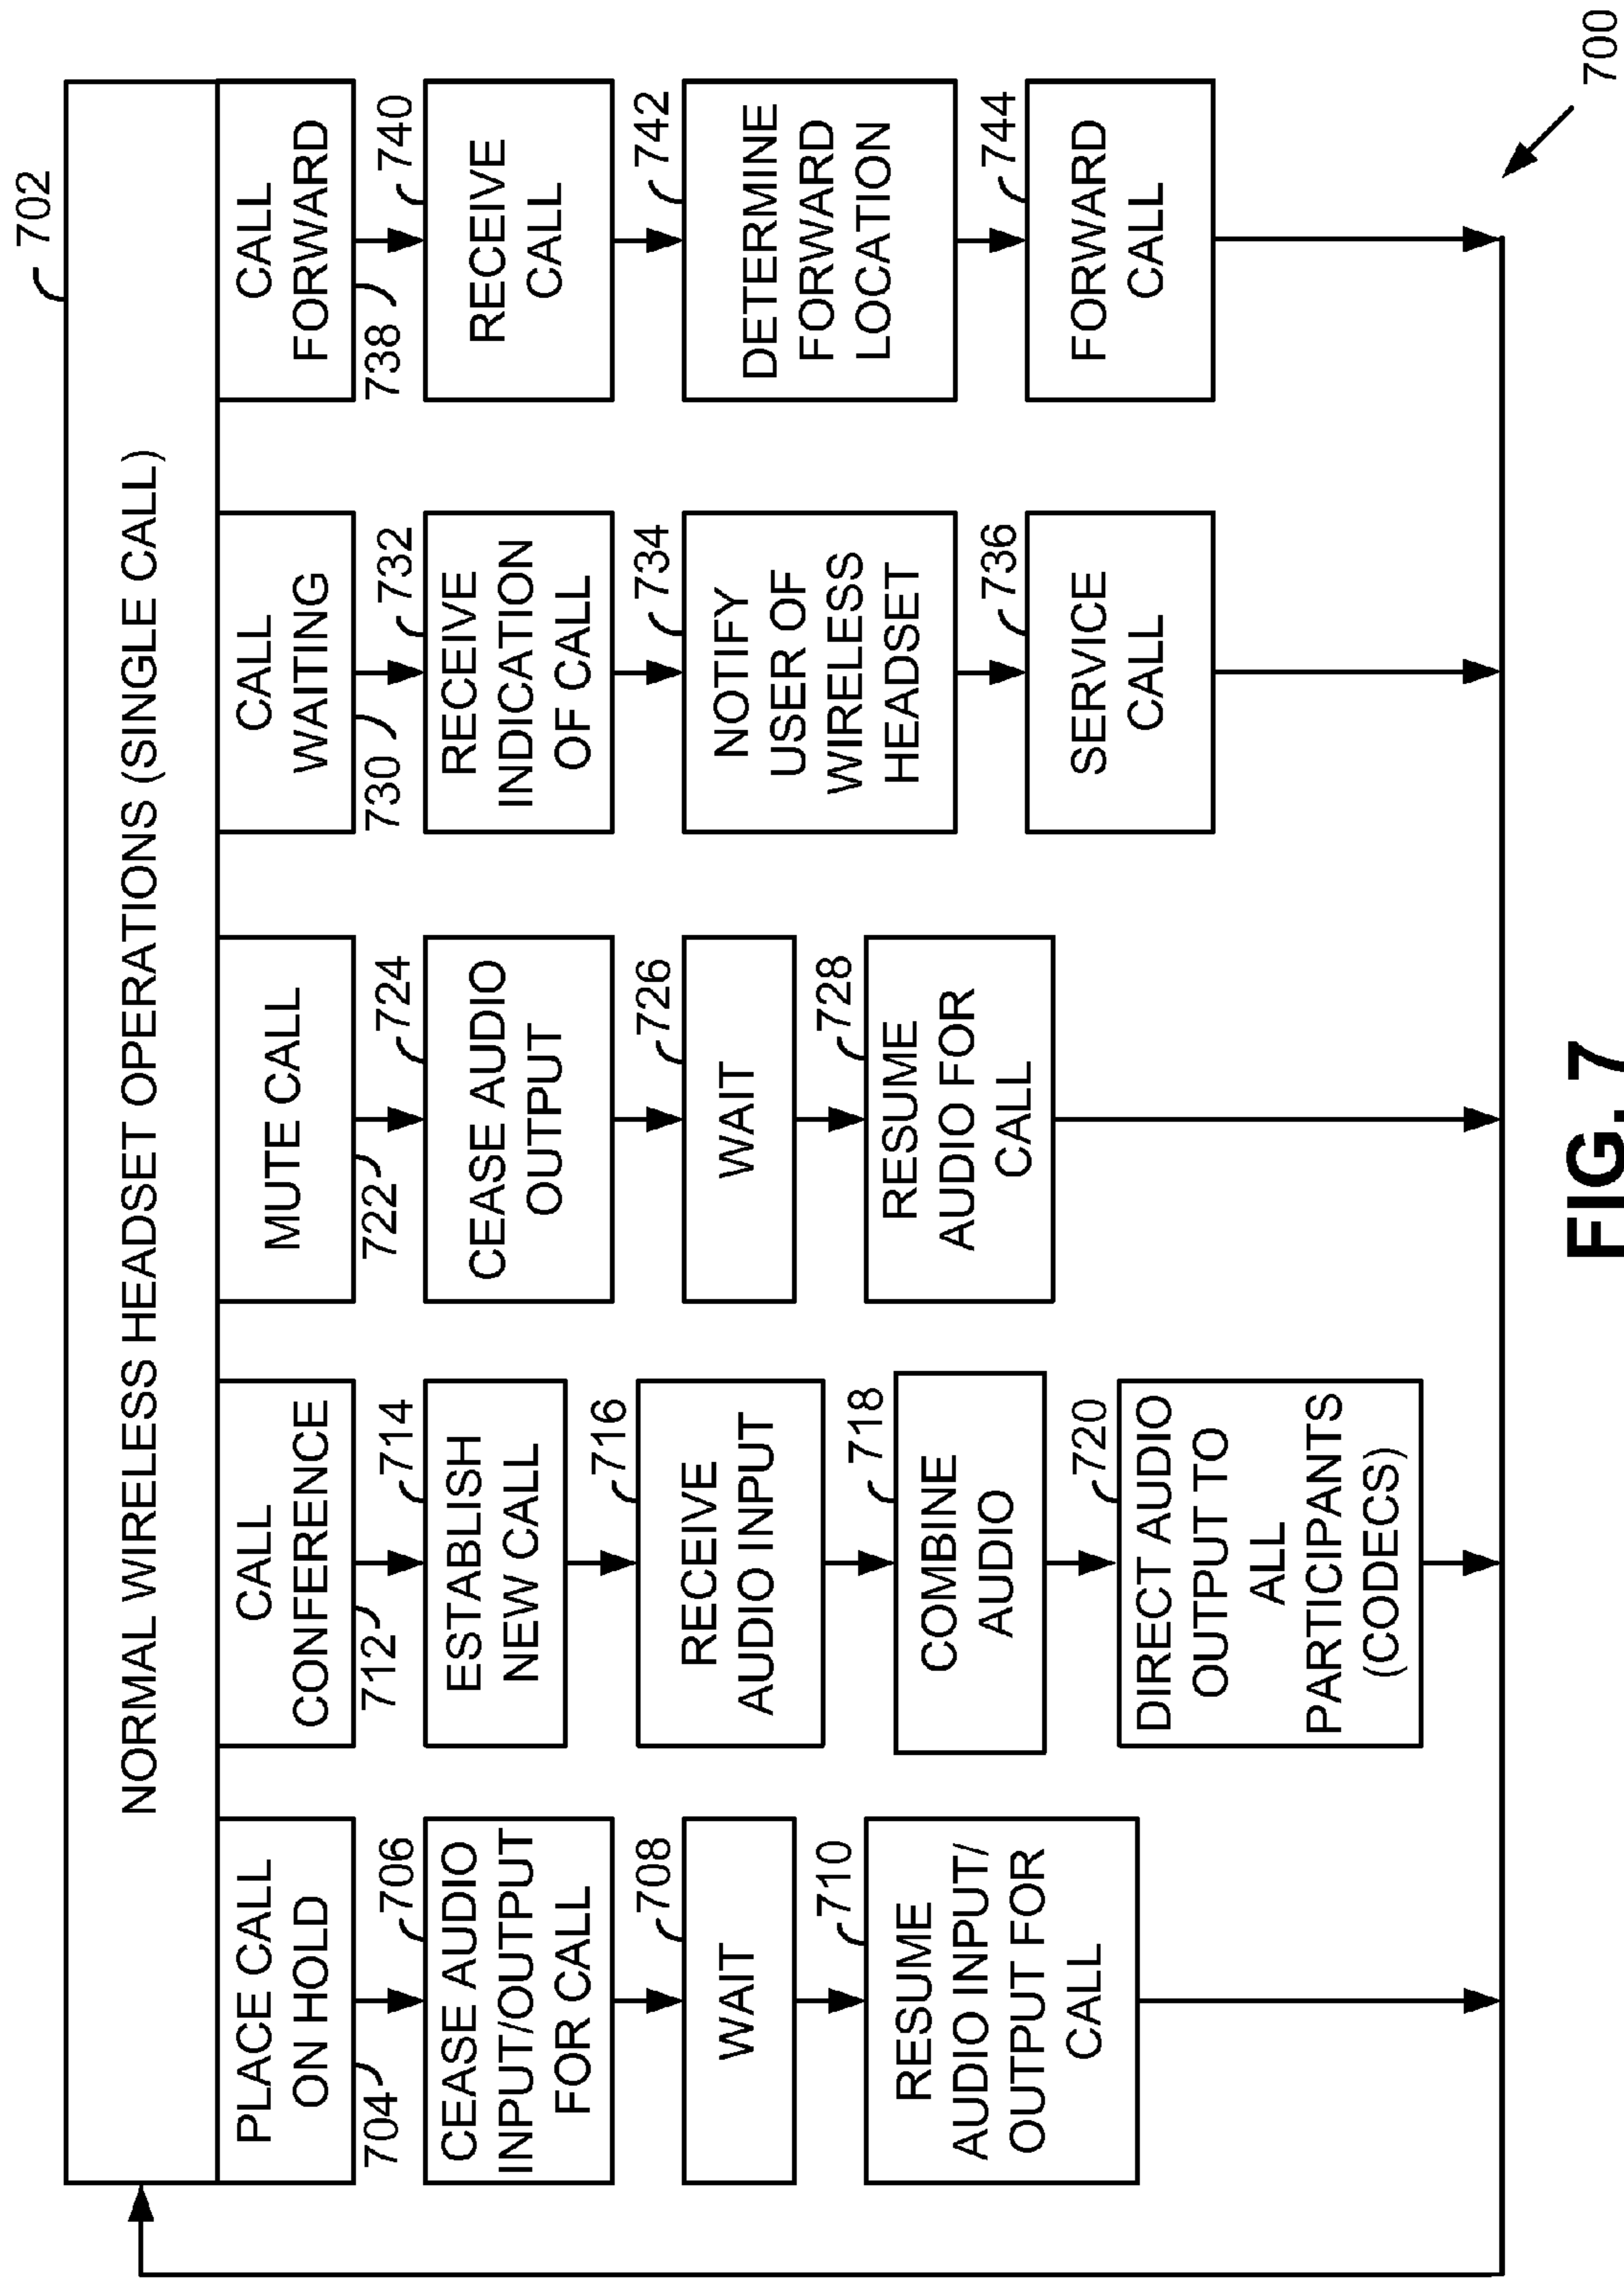 702
NORMAL WIRELESS HEADSET OPERATIONS (SINGLE CALL)
PLACE CALL
ON HOLD
704
706
CEASE AUDIO
INPUT/OUTPUT
FOR CALL
708
WAIT
710
RESUME
AUDIO INPUT/
OUTPUT FOR
CALL
CALL
CONFERENCE
712
714
ESTABLISH
NEW CALL
716
RECEIVE
AUDIO INPUT
718
COMBINE
AUDIO
720
DIRECT AUDIO
OUTPUT TO
ALL
PARTICIPANTS
(CODECS)
MUTE CALL
722
724
CEASE AUDIO
OUTPUT
726
WAIT
728
RESUME
AUDIO FOR
CALL
CALL
WAITING
730
732
RECEIVE
INDICATION
OF CALL
734
NOTIFY
USER OF
WIRELESS
HEADSET
736
SERVICE
CALL
CALL
FORWARD
738
740
RECEIVE
CALL
742
DETERMINE
FORWARD
LOCATION
744
FORWARD
CALL
700
FIG. 7